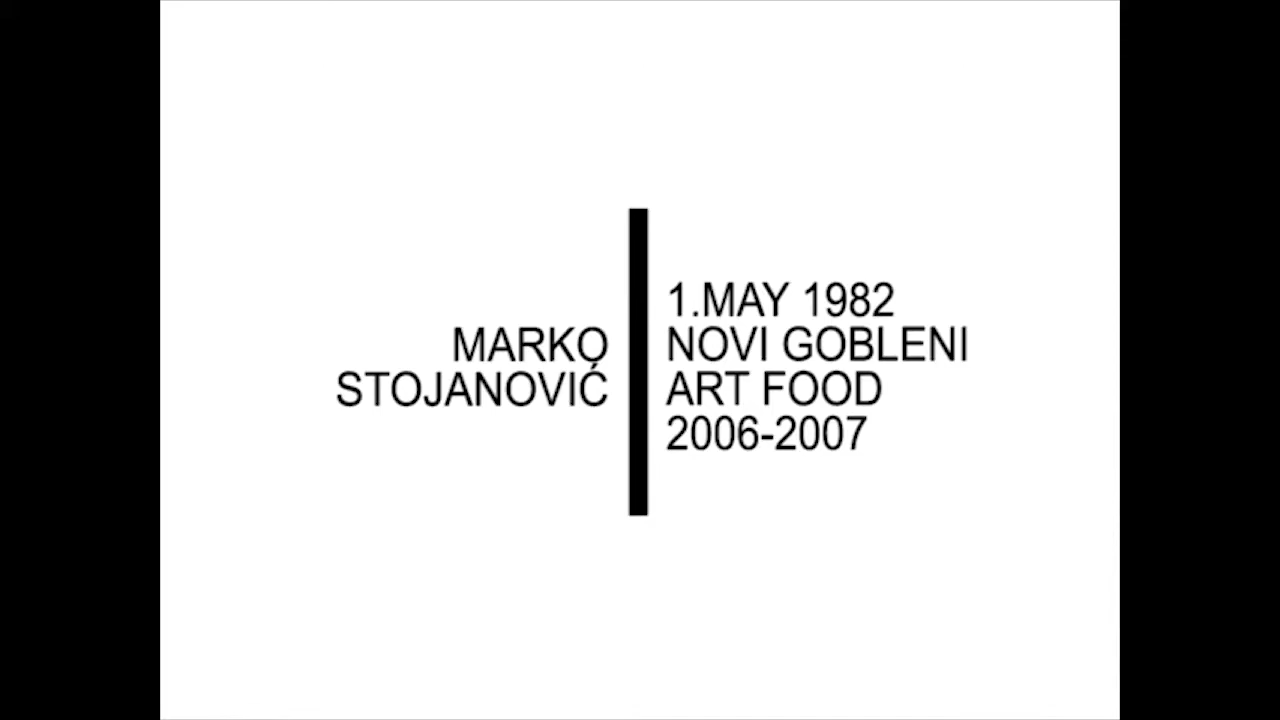 MARKO
STOJANOVIĆ
1.MAY 1982
NOVI GOBLENI
ART FOOD
2006-2007